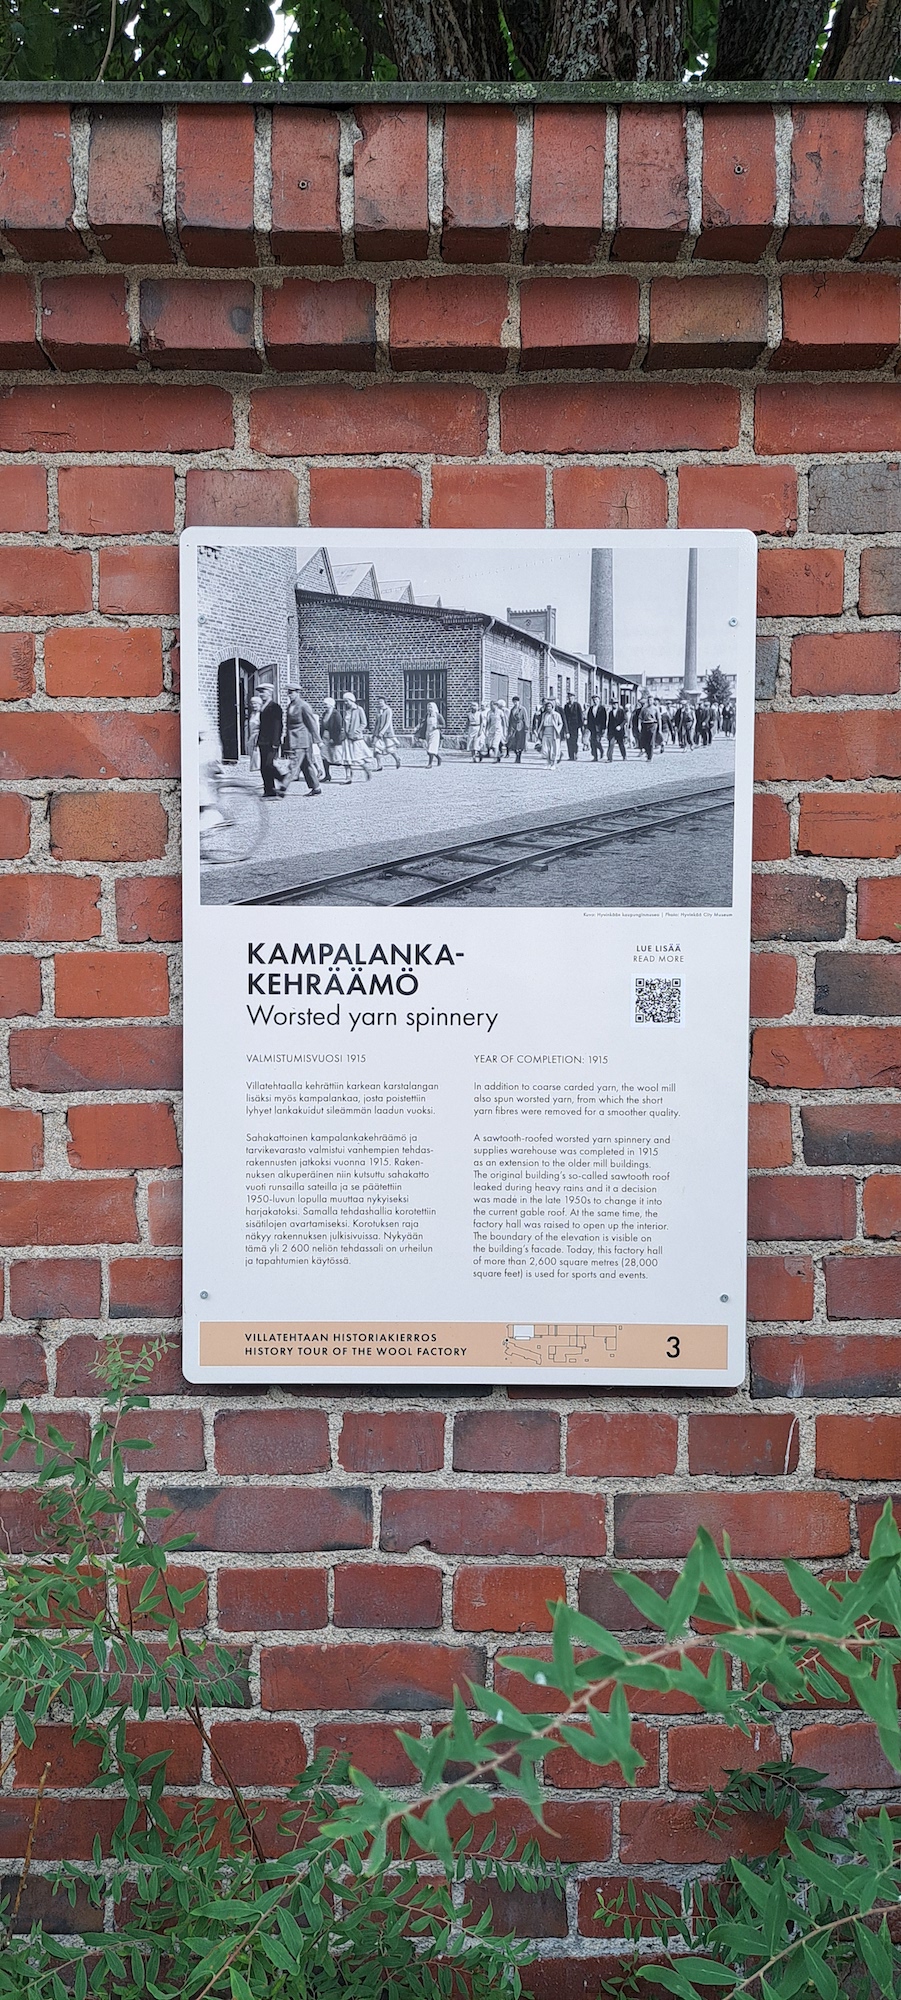 Kuva: Hyvinkään kaupunginmuseo | Photo: Hyvinkää City Museum
KAMPALANKA-
KEHRÄÄMÖ
Worsted yarn spinnery
LUE LISÄÄ
READ MORE
VALMISTUMISVUOSI 1915
Villatehtaalla kehrättiin karkean karstalangan
lisäksi myös kampalankaa, josta poistettiin
lyhyet lankakuidut sileämmän laadun vuoksi.
Sahakattoinen kampalankakehräämö ja
tarvikevarasto valmistui vanhempien tehdas-
rakennusten jatkoksi vuonna 1915. Raken-
nuksen alkuperäinen niin kutsuttu sahakatto
vuoti runsailla sateilla ja se päätettiin
1950-luvun lopulla muuttaa nykyiseksi
harjakatoksi. Samalla tehdashallia korotettiin
sisätilojen avartamiseksi. Korotuksen raja
näkyy rakennuksen julkisivuissa. Nykyään
tämä yli 2 600 neliön tehdassali on urheilun
ja tapahtumien käytössä.
YEAR OF COMPLETION: 1915
In addition to coarse carded yarn, the wool mill
also spun worsted yarn, from which the short
yarn fibres were removed for a smoother quality.
A sawtooth-roofed worsted yarn spinnery and
supplies warehouse was completed in 1915
as an extension to the older mill buildings.
The original building's so-called sawtooth roof
leaked during heavy rains and it a decision
was made in the late 1950s to change it into
the current gable roof. At the same time, the
factory hall was raised to open up the interior.
The boundary of the elevation is visible on
the building's facade. Today, this factory hall
of more than 2,600 square metres (28,000
square feet) is used for sports and events.
VILLATEHTAAN HISTORIAKIERROS
HISTORY TOUR OF THE WOOL FACTORY
3